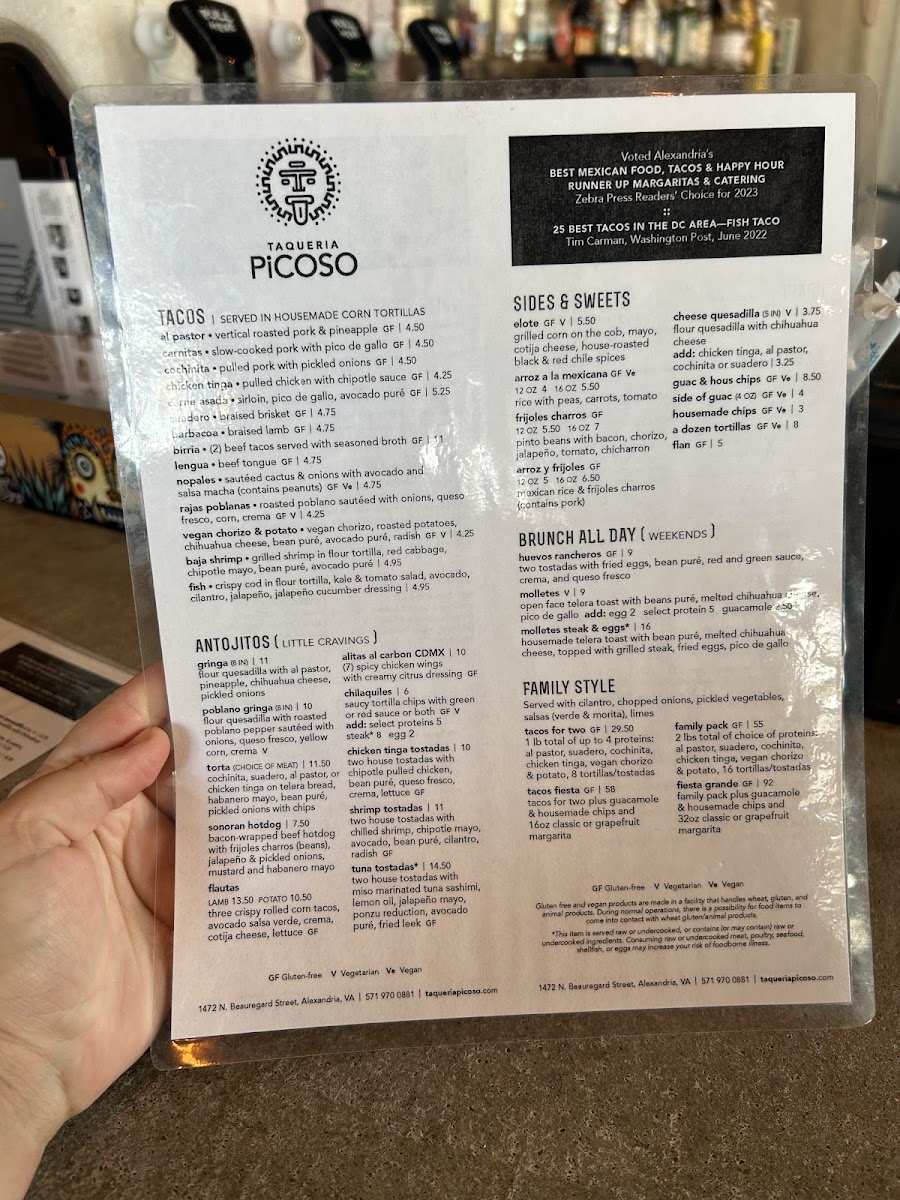 TAQUERIA
PiCOSO
Voted Alexandria's
BEST MEXICAN FOOD, TACOS & HAPPY HOUR
RUNNER UP MARGARITAS & CATERING
Zebra Press Readers' Choice for 2023
::
25 BEST TACOS IN THE DC AREA—FISH TACO
Tim Carman, Washington Post, June 2022
TACOS | SERVED IN HOUSEMADE CORN TORTILLAS
al pastor • vertical roasted pork & pineapple GF | 4.50
carnitas • slow-cooked pork with pico de gallo GF | 4.50
cochinita • pulled pork with pickled onions GF | 4.50
chicken tinga • pulled chicken with chipotle sauce GF | 4.25
carne asada • sirloin, pico de gallo, avocado puré GF | 5.25
suadero • braised brisket GF | 4.75
barbacoa • braised lamb GF | 4.75
birria • (2) beef tacos served with seasoned broth GF | 11
lengua • beef tongue GF | 4.75
nopales • sautéed cactus & onions with avocado and
salsa macha (contains peanuts) GF Ve | 4.75
rajas poblanas • roasted poblano sautéed with onions, queso
fresco, corn, crema GF V | 4.25
vegan chorizo & potato • vegan chorizo, roasted potatoes,
chihuahua cheese, bean puré, avocado puré, radish GF V | 4.25
baja shrimp • grilled shrimp in flour tortilla, red cabbage,
chipotle mayo, bean puré, avocado puré | 4.95
fish • crispy cod in flour tortilla, kale & tomato salad, avocado,
cilantro, jalapeño, jalapeño cucumber dressing | 4.95
ANTOJITOS ( LITTLE CRAVINGS )
gringa (8 IN) | 11
flour quesadilla with al pastor,
pineapple, chihuahua cheese,
pickled onions
poblano gringa (8 IN) | 10
flour quesadilla with roasted
poblano pepper sautéed with
onions, queso fresco, yellow
corn, crema V
torta (CHOICE OF MEAT) | 11.50
cochinita, suadero, al pastor, or
chicken tinga on telera bread,
habanero mayo, bean puré,
pickled onions with chips
sonoran hotdog | 7.50
bacon-wrapped beef hotdog
with frijoles charros (beans),
jalapeño & pickled onions,
mustard and habanero mayo
flautas
LAMB 13.50 POTATO 10.50
three crispy rolled corn tacos,
avocado salsa verde, crema,
cotija cheese, lettuce GF
alitas al carbon CDMX | 10
(7) spicy chicken wings
with creamy citrus dressing GF
chilaquiles | 6
saucy tortilla chips with green
or red sauce or both GF V
add: select proteins 5
steak* 8 egg 2
chicken tinga tostadas | 10
two house tostadas with
chipotle pulled chicken,
bean puré, queso fresco,
crema, lettuce GF
shrimp tostadas | 11
two house tostadas with
chilled shrimp, chipotle mayo,
avocado, bean puré, cilantro,
radish GF
tuna tostadas* | 14.50
two house tostadas with
miso marinated tuna sashimi,
lemon oil, jalapeño mayo,
ponzu reduction, avocado
puré, fried leek GF
GF Gluten-free V Vegetarian Ve Vegan
1472 N. Beauregard Street, Alexandria, VA | 571 970 0881 | taqueriapicoso.com
SIDES & SWEETS
elote GF V | 5.50
grilled corn on the cob, mayo,
cotija cheese, house-roasted
black & red chile spices
arroz a la mexicana GF Ve
12 OZ 4 16 OZ 5.50
rice with peas, carrots, tomato
frijoles charros GF
12 OZ 5.50 16 OZ 7
pinto beans with bacon, chorizo,
jalapeño, tomato, chicharron
arroz y frijoles GF
12 OZ 5 16 OZ 6.50
mexican rice & frijoles charros
(contains pork)
cheese quesadilla (5 IN) V | 3.75
flour quesadilla with chihuahua
cheese
add: chicken tinga, al pastor,
cochinita or suadero | 3.25
guac & hous chips GF Ve | 8.50
side of guac (4 OZ) GF Ve | 4
housemade chips GF Ve | 3
a dozen tortillas GF Ve | 8
flan GF | 5
BRUNCH ALL DAY ( WEEKENDS )
huevos rancheros GF | 9
two tostadas with fried eggs, bean puré, red and green sauce,
crema, and queso fresco
molletes V | 9
open face telera toast with beans puré, melted chihuahua cheese,
pico de gallo add: egg 2 select protein 5 guacamole 2.50
molletes steak & eggs* | 16
housemade telera toast with bean puré, melted chihuahua
cheese, topped with grilled steak, fried eggs, pico de gallo
FAMILY STYLE
Served with cilantro, chopped onions, pickled vegetables,
salsas (verde & morita), limes
tacos for two GF | 29.50
1 lb total of up to 4 proteins:
al pastor, suadero, cochinita,
chicken tinga, vegan chorizo
& potato, 8 tortillas/tostadas
tacos fiesta GF | 58
tacos for two plus guacamole
& housemade chips and
16oz classic or grapefruit
margarita
family pack GF | 55
2 lbs total of choice of proteins:
al pastor, suadero, cochinita,
chicken tinga, vegan chorizo
& potato, 16 tortillas/tostadas
fiesta grande GF | 92
family pack plus guacamole
& housemade chips and
32oz classic or grapefruit
margarita
GF Gluten-free V Vegetarian Ve Vegan
Gluten free and vegan products are made in a facility that handles wheat, gluten, and
animal products. During normal operations, there is a possibility for food items to
come into contact with wheat gluten/animal products.
*This item is served raw or undercooked, or contains (or may contain) raw or
undercooked ingredients. Consuming raw or undercooked meat, poultry, seafood,
shellfish, or eggs may increase your risk of foodborne illness.
1472 N. Beauregard Street, Alexandria, VA | 571 970 0881 | taqueriapicoso.com